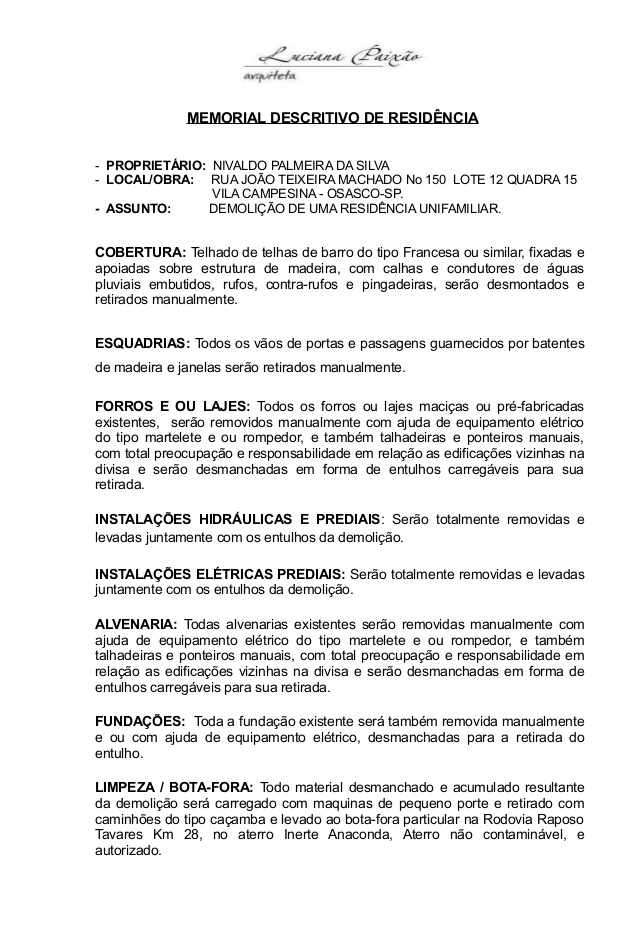 Luciana Paixão
arquiteta
MEMORIAL DESCRITIVO DE RESIDÊNCIA
- PROPRIETÁRIO: NIVALDO PALMEIRA DA SILVA
- LOCAL/OBRA: RUA JOÃO TEIXEIRA MACHADO No 150 LOTE 12 QUADRA 15
VILA CAMPESINA - OSASCO-SP.
- ASSUNTO: DEMOLIÇÃO DE UMA RESIDÊNCIA UNIFAMILIAR.
COBERTURA: Telhado de telhas de barro do tipo Francesa ou similar, fixadas e
apoiadas sobre estrutura de madeira, com calhas e condutores de águas
pluviais embutidos, rufos, contra-rufos e pingadeiras, serão desmontados e
retirados manualmente.
ESQUADRIAS: Todos os vãos de portas e passagens guarnecidos por batentes
de madeira e janelas serão retirados manualmente.
FORROS E OU LAJES: Todos os forros ou lajes maciças ou pré-fabricadas
existentes, serão removidos manualmente com ajuda de equipamento elétrico
do tipo martelete e ou rompedor, e também talhadeiras e ponteiros manuais,
com total preocupação e responsabilidade em relação as edificações vizinhas na
divisa e serão desmanchadas em forma de entulhos carregáveis para sua
retirada.
INSTALAÇÕES HIDRÁULICAS E PREDIAIS: Serão totalmente removidas e
levadas juntamente com os entulhos da demolição.
INSTALAÇÕES ELÉTRICAS PREDIAIS: Serão totalmente removidas e levadas
juntamente com os entulhos da demolição.
ALVENARIA: Todas alvenarias existentes serão removidas manualmente com
ajuda de equipamento elétrico do tipo martelete e ou rompedor, e também
talhadeiras e ponteiros manuais, com total preocupação e responsabilidade em
relação as edificações vizinhas na divisa e serão desmanchadas em forma de
entulhos carregáveis para sua retirada.
FUNDAÇÕES: Toda a fundação existente será também removida manualmente
e ou com ajuda de equipamento elétrico, desmanchadas para a retirada do
entulho.
LIMPEZA / BOTA-FORA: Todo material desmanchado e acumulado resultante
da demolição será carregado com maquinas de pequeno porte e retirado com
caminhões do tipo caçamba e levado ao bota-fora particular na Rodovia Raposo
Tavares Km 28, no aterro Inerte Anaconda, Aterro não contaminável, e
autorizado.